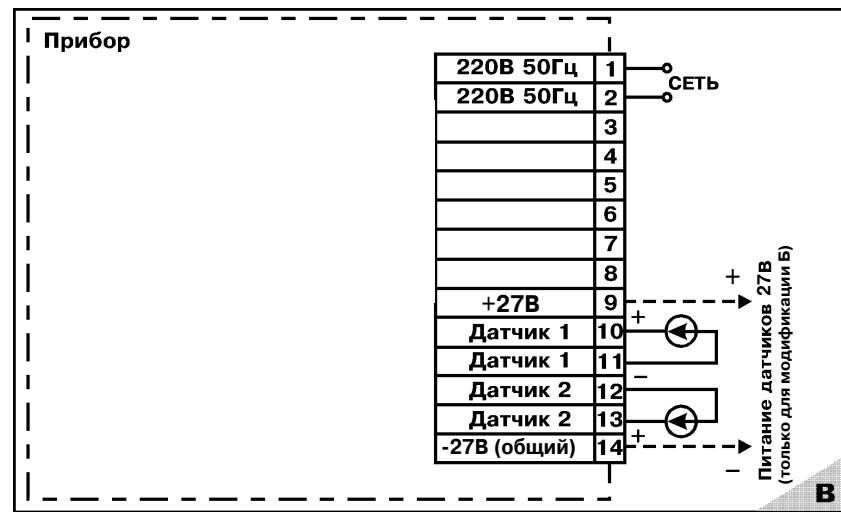 Прибор
220В 50Гц 1
220В 50Гц 2
СЕТЬ
3
4
5
6
7
8
+27В 9 +
Датчик 1 10 +
Датчик 1 11 –
Датчик 2 12
Датчик 2 13 +
-27В (общий) 14 –
Питание датчиков 27В
(только для модификации Б)
В